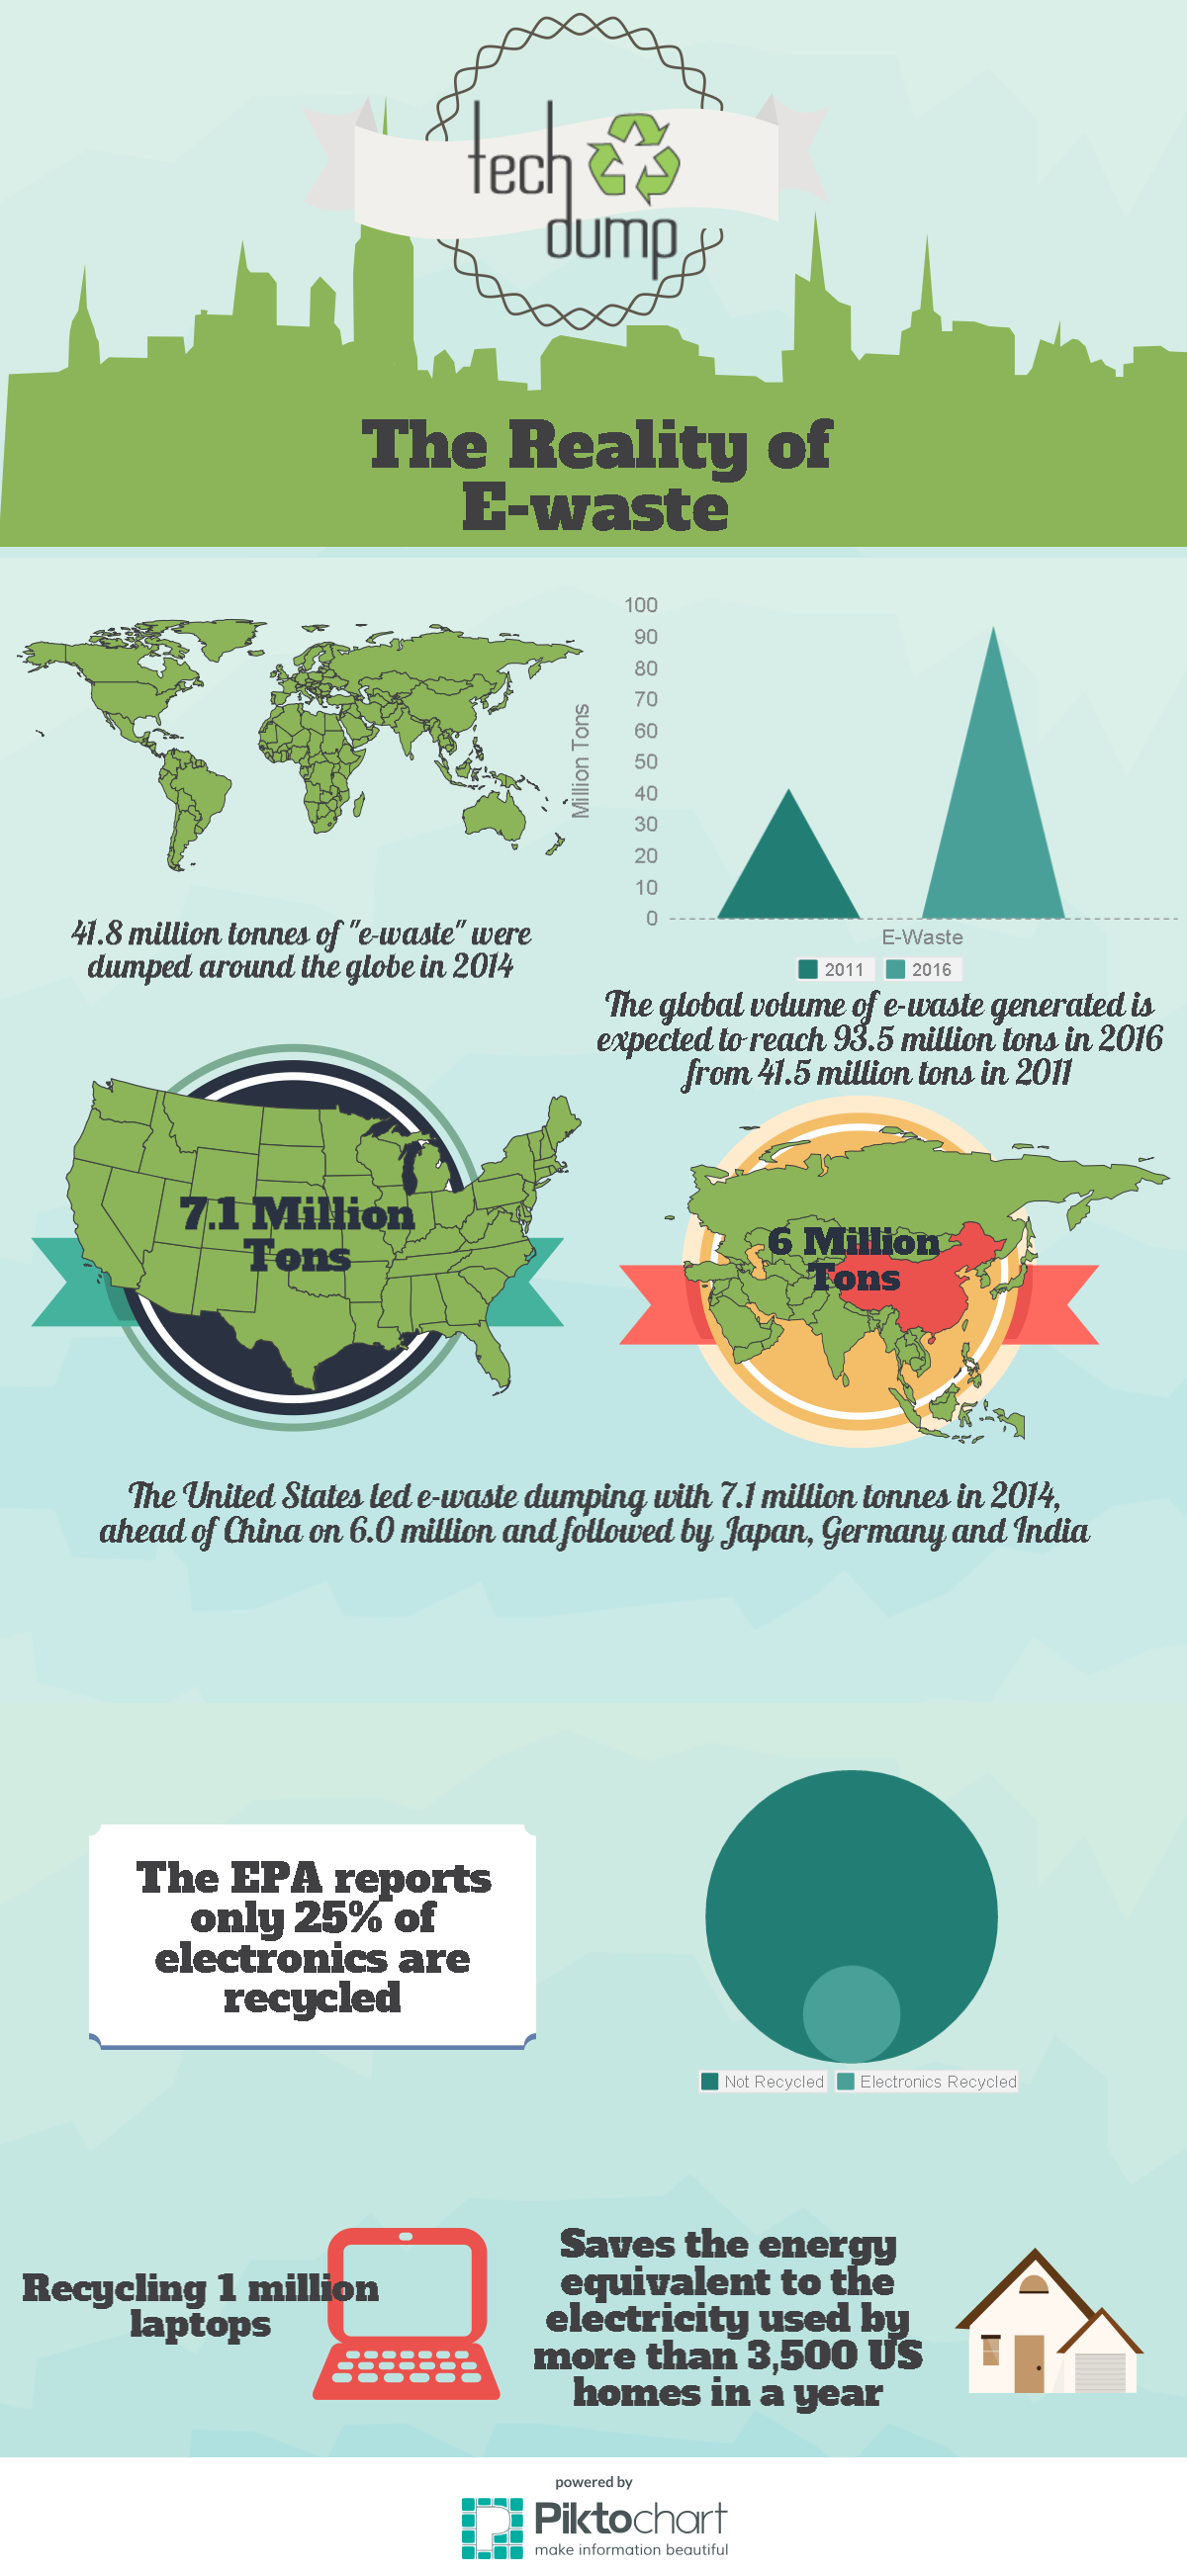 tech
dump
The Reality of
E-waste
100
90
80
70
60
50
40
30
20
10
0
Million Tons
E-Waste
2011 2016
41.8 million tonnes of "e-waste" were
dumped around the globe in 2014
The global volume of e-waste generated is
expected to reach 93.5 million tons in 2016
from 41.5 million tons in 2011
7.1 Million
Tons
6 Million
Tons
The United States led e-waste dumping with 7.1 million tonnes in 2014,
ahead of China on 6.0 million and followed by Japan, Germany and India
The EPA reports
only 25% of
electronics are
recycled
Not Recycled Electronics Recycled
Recycling 1 million
laptops
Saves the energy
equivalent to the
electricity used by
more than 3,500 US
homes in a year
powered by
Piktochart
make information beautiful